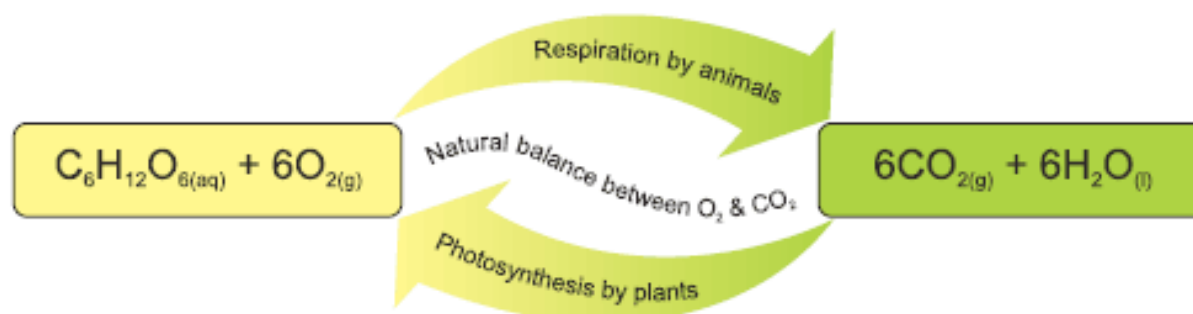 Respiration by animals
C₆H₁₂O₆(aq) + 6O₂(g)
Natural balance between O₂ & CO₂
6CO₂(g) + 6H₂O(l)
Photosynthesis by plants